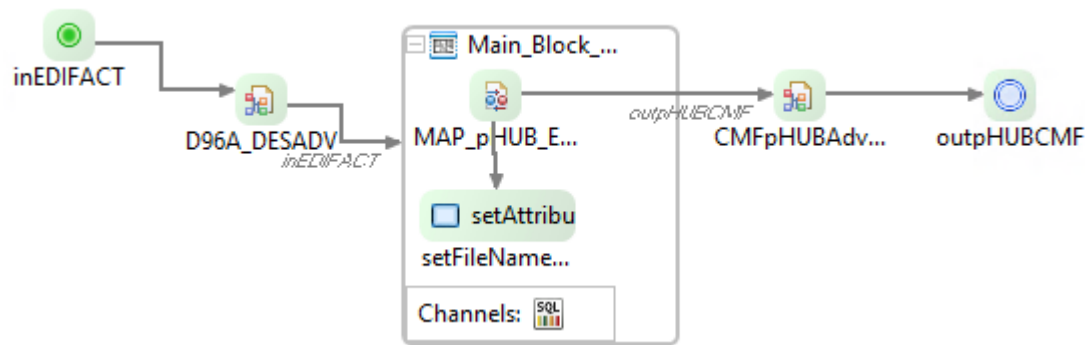 Main_Block_...
inEDIFACT
D96A_DESADV
inEDIFACT
MAP_pHUB_E...
outpHUBCMF
CMFpHUBAdv...
outpHUBCMF
setAttribu
setFileName...
Channels:
SQL